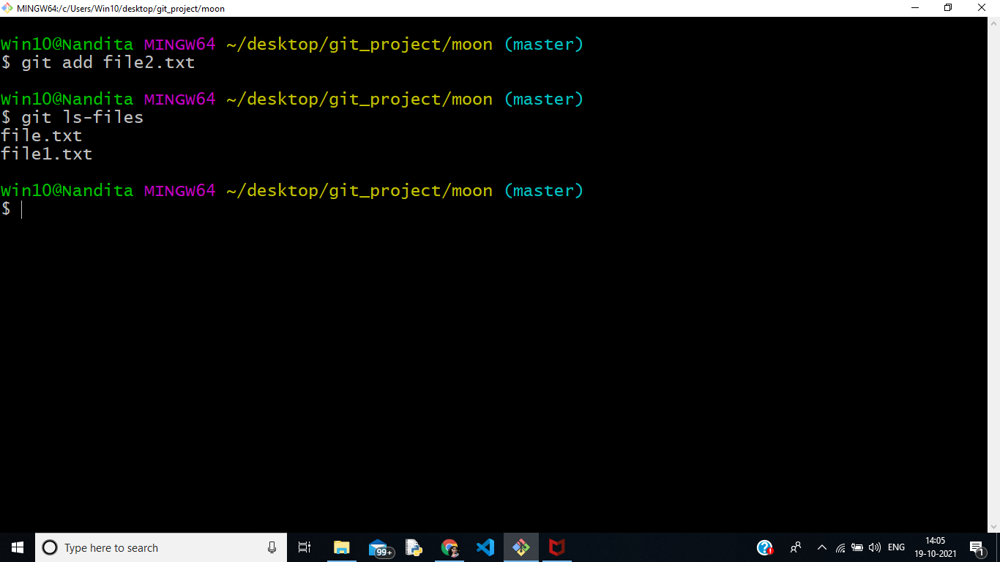 MINGW64:/c/Users/Win10/desktop/git_project/moon
Win10@Nandita MINGW64 ~/desktop/git_project/moon (master)
$ git add file2.txt
Win10@Nandita MINGW64 ~/desktop/git_project/moon (master)
$ git ls-files
file.txt
file1.txt
Win10@Nandita MINGW64 ~/desktop/git_project/moon (master)
$
Type here to search
99+
ENG
14:05
19-10-2021
1